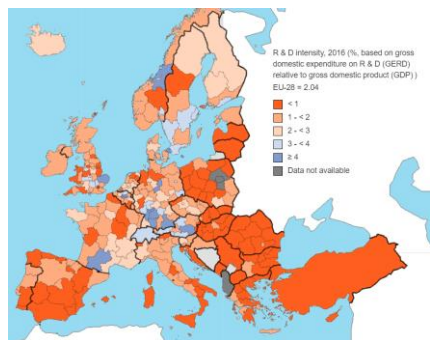 R & D intensity, 2016 (%, based on gross
domestic expenditure on R & D (GERD)
relative to gross domestic product (GDP) )
EU-28 = 2.04
< 1
1 - < 2
2 - < 3
3 - < 4
≥ 4
Data not available